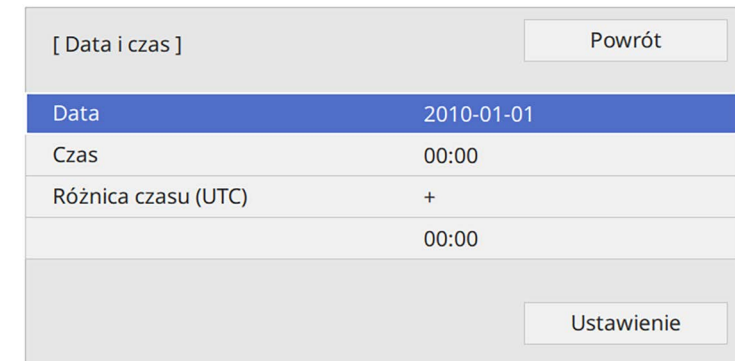 [ Data i czas ]
Powrót
Data 2010-01-01
Czas 00:00
Różnica czasu (UTC) +
00:00
Ustawienie